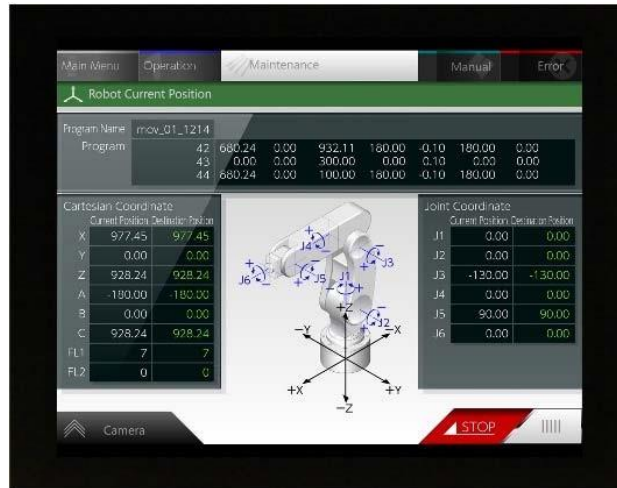 Main Menu Operation Maintenance Manual Error
Robot Current Position
Program Name mov_01_1214
Program 42 680.24 0.00 932.11 180.00 -0.10 180.00 0.00
43 0.00 0.00 300.00 0.00 0.10 0.00 0.00
44 680.24 0.00 100.00 180.00 -0.10 180.00 0.00
Cartesian Coordinate
Current Position Destination Position
X 977.45 977.45
Y 0.00 0.00
Z 928.24 928.24
A -180.00 -180.00
B 0.00 0.00
C 928.24 928.24
FL1 7 7
FL2 0 0
J4
J6
J5
J1
J3
J2
+Z
-Y
-X
+X
+Y
-Z
Joint Coordinate
Current Position Destination Position
J1 0.00 0.00
J2 0.00 0.00
J3 -130.00 -130.00
J4 0.00 0.00
J5 90.00 90.00
J6 0.00 0.00
Camera
STOP